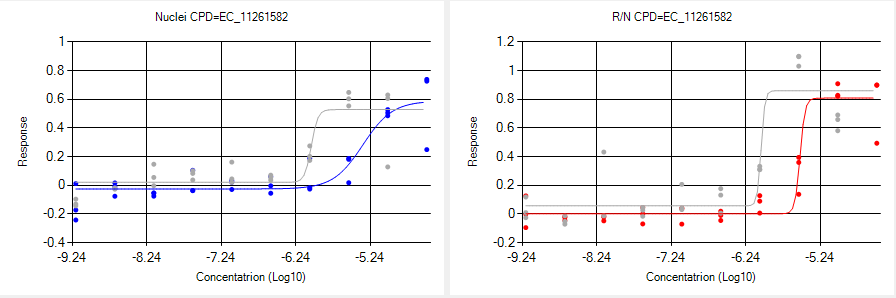 Nuclei CPD=EC_11261582
1
0.8
0.6
0.4
0.2
0
-0.2
-0.4
Response
-9.24 -8.24 -7.24 -6.24 -5.24
Concentatrion (Log10)
R/N CPD=EC_11261582
1.2
1
0.8
0.6
0.4
0.2
0
-0.2
Response
-9.24 -8.24 -7.24 -6.24 -5.24
Concentatrion (Log10)